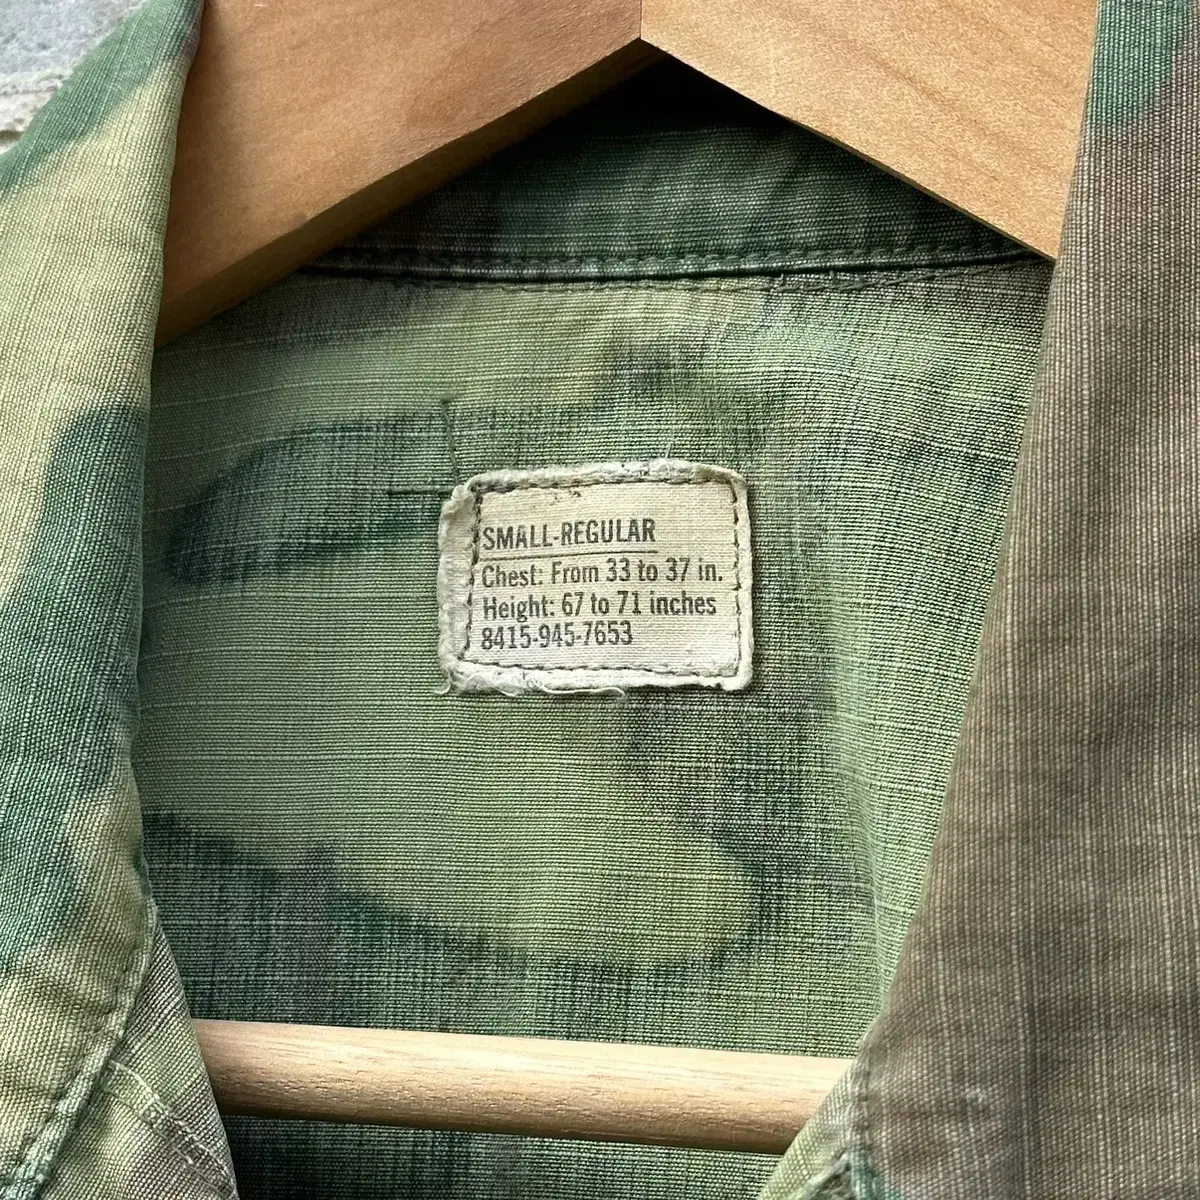 SMALL-REGULAR
Chest: From 33 to 37 in.
Height: 67 to 71 inches
8415-945-7653